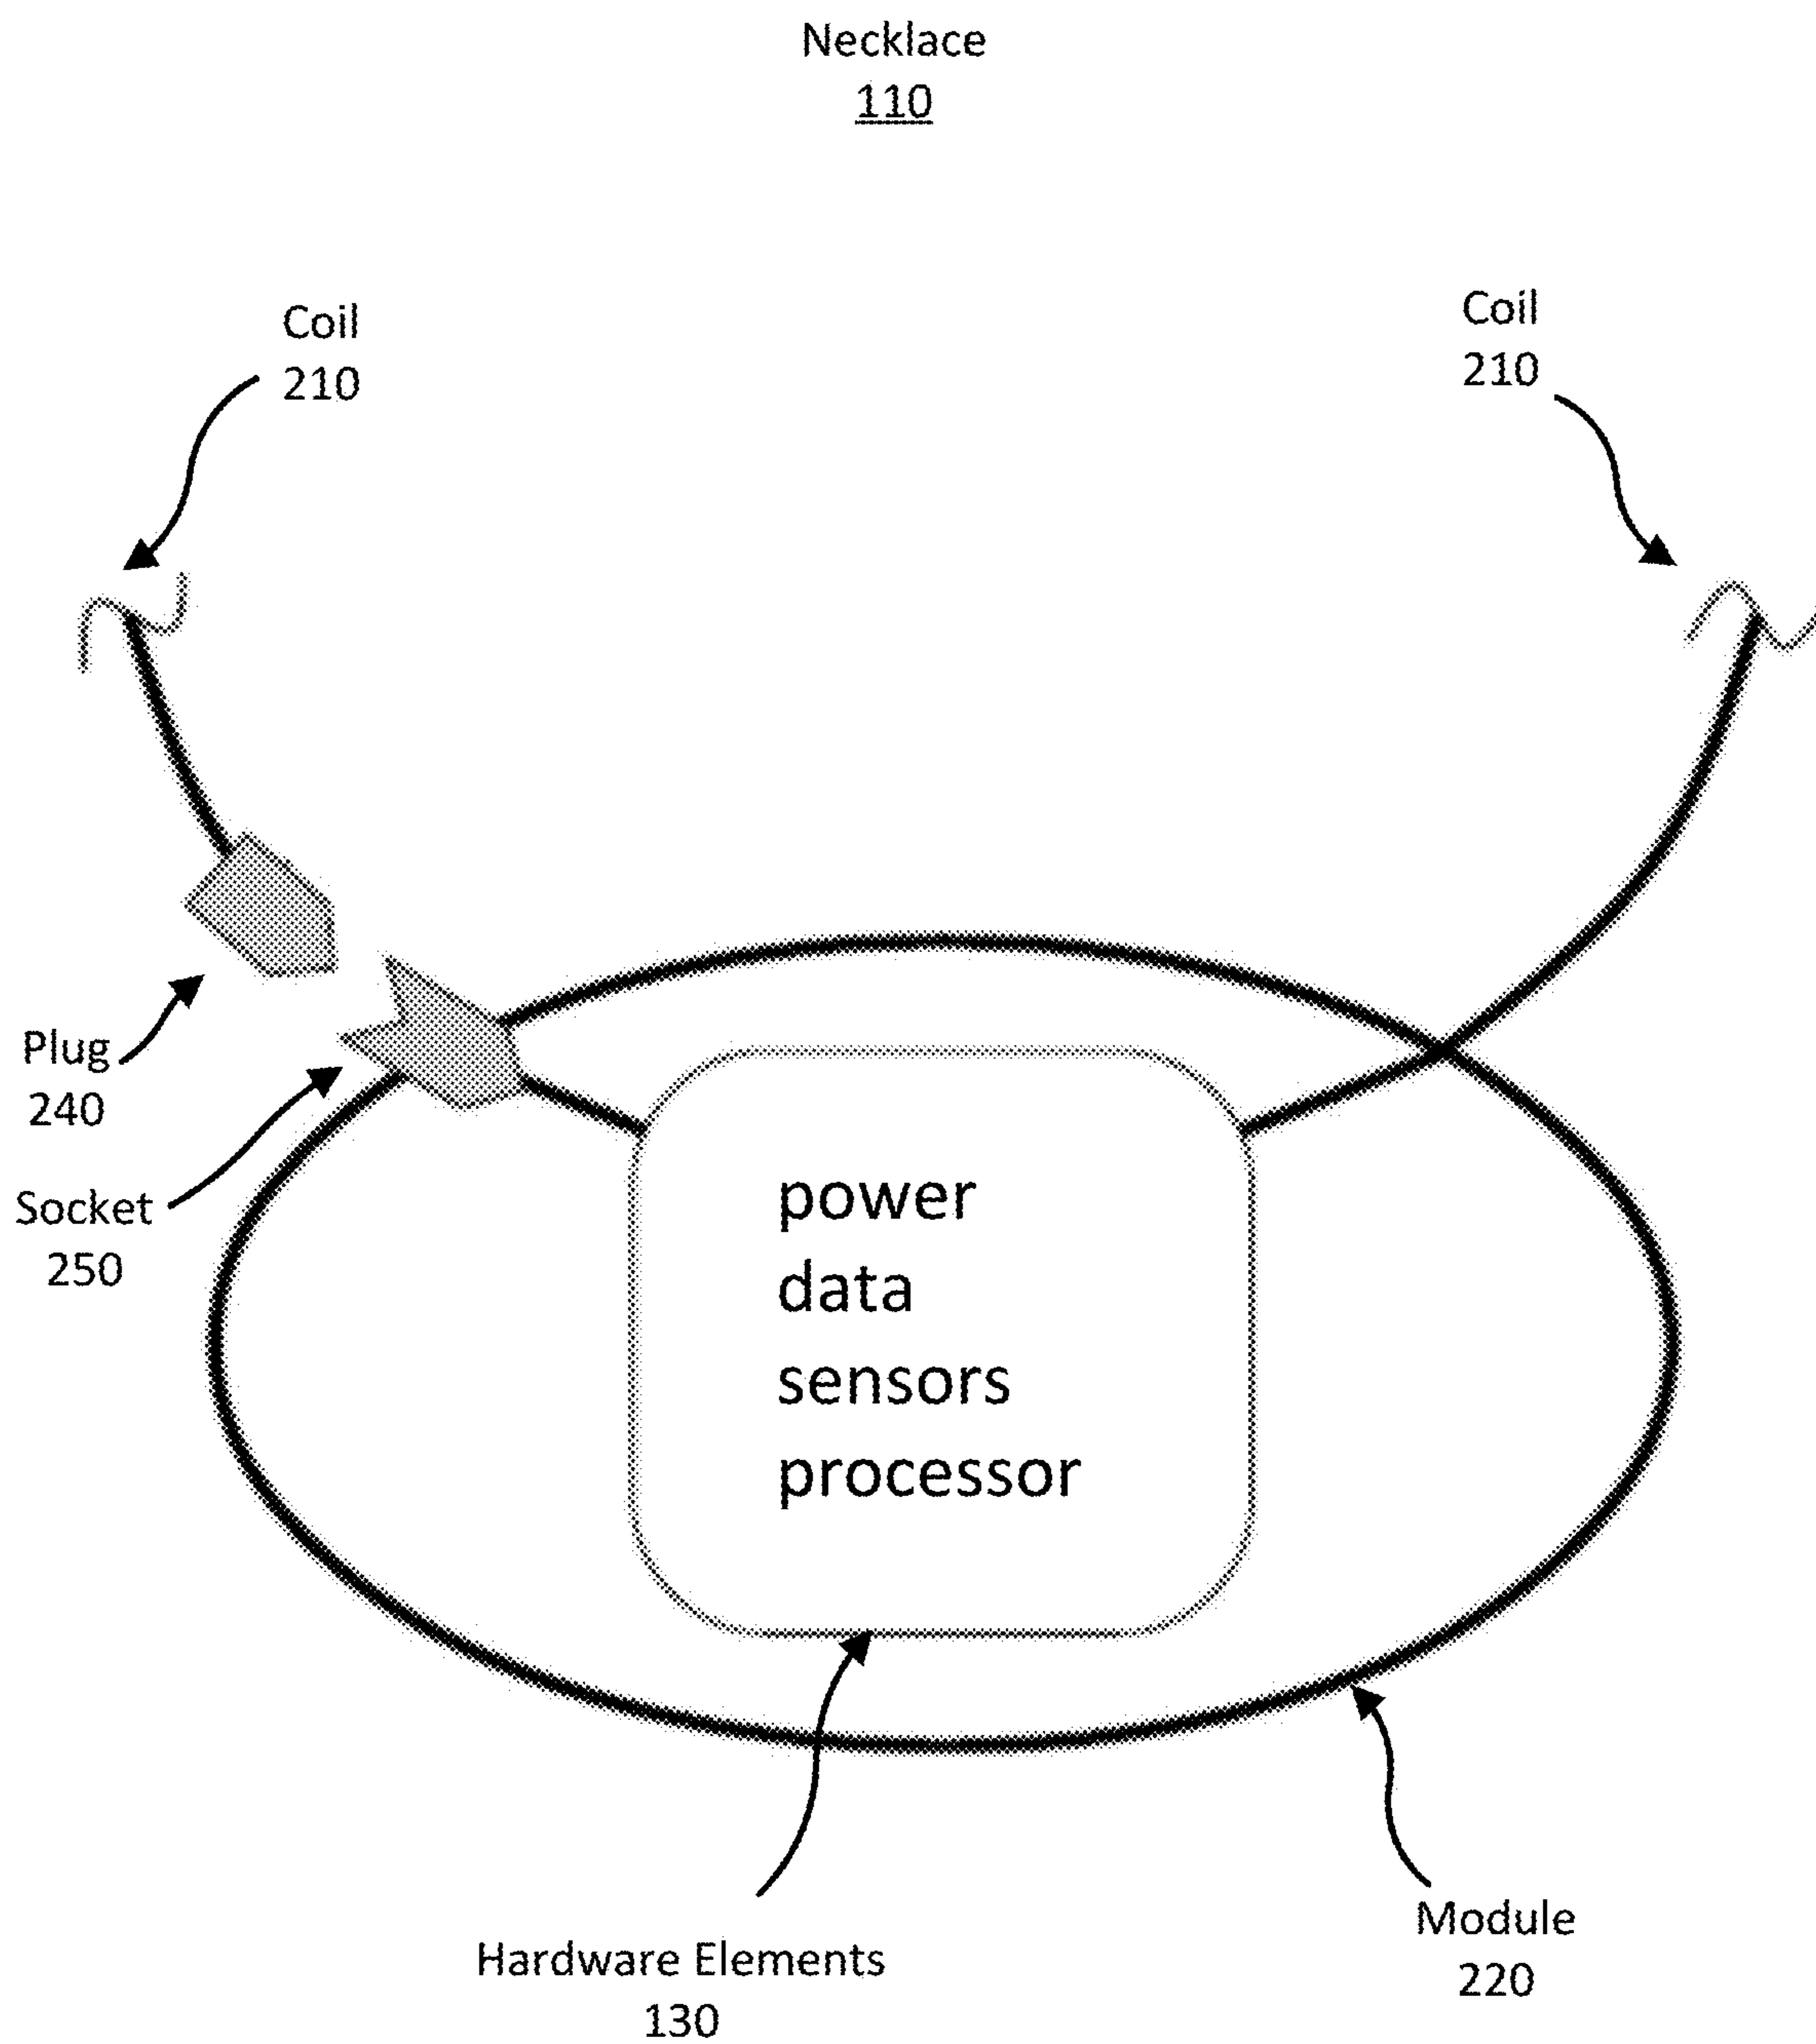 Necklace
110
Coil
210
Coil
210
Plug
240
Socket
250
power
data
sensors
processor
Hardware Elements
130
Module
220